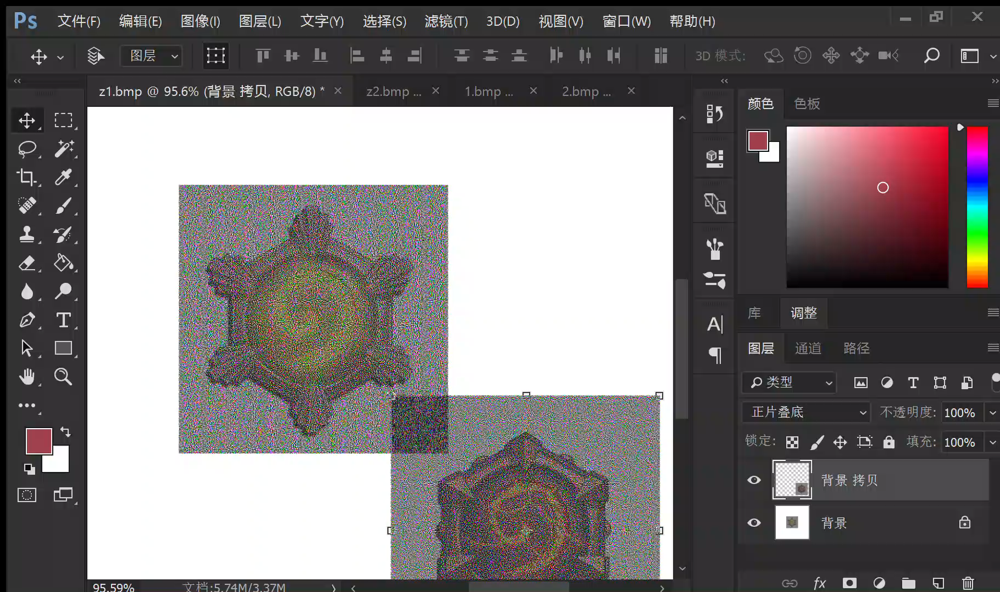 Ps 文件(F) 编辑(E) 图像(I) 图层(L) 文字(Y) 选择(S) 滤镜(T) 3D(D) 视图(V) 窗口(W) 帮助(H)
图层 3D 模式:
z1.bmp @ 95.6% (背景 拷贝, RGB/8) * z2.bmp ... 1.bmp ... 2.bmp ...
颜色 色板
库 调整
图层 通道 路径
类型
正片叠底 不透明度: 100%
锁定: 填充: 100%
背景 拷贝
背景
fx
95.59% 文档:5.74M/3.37M